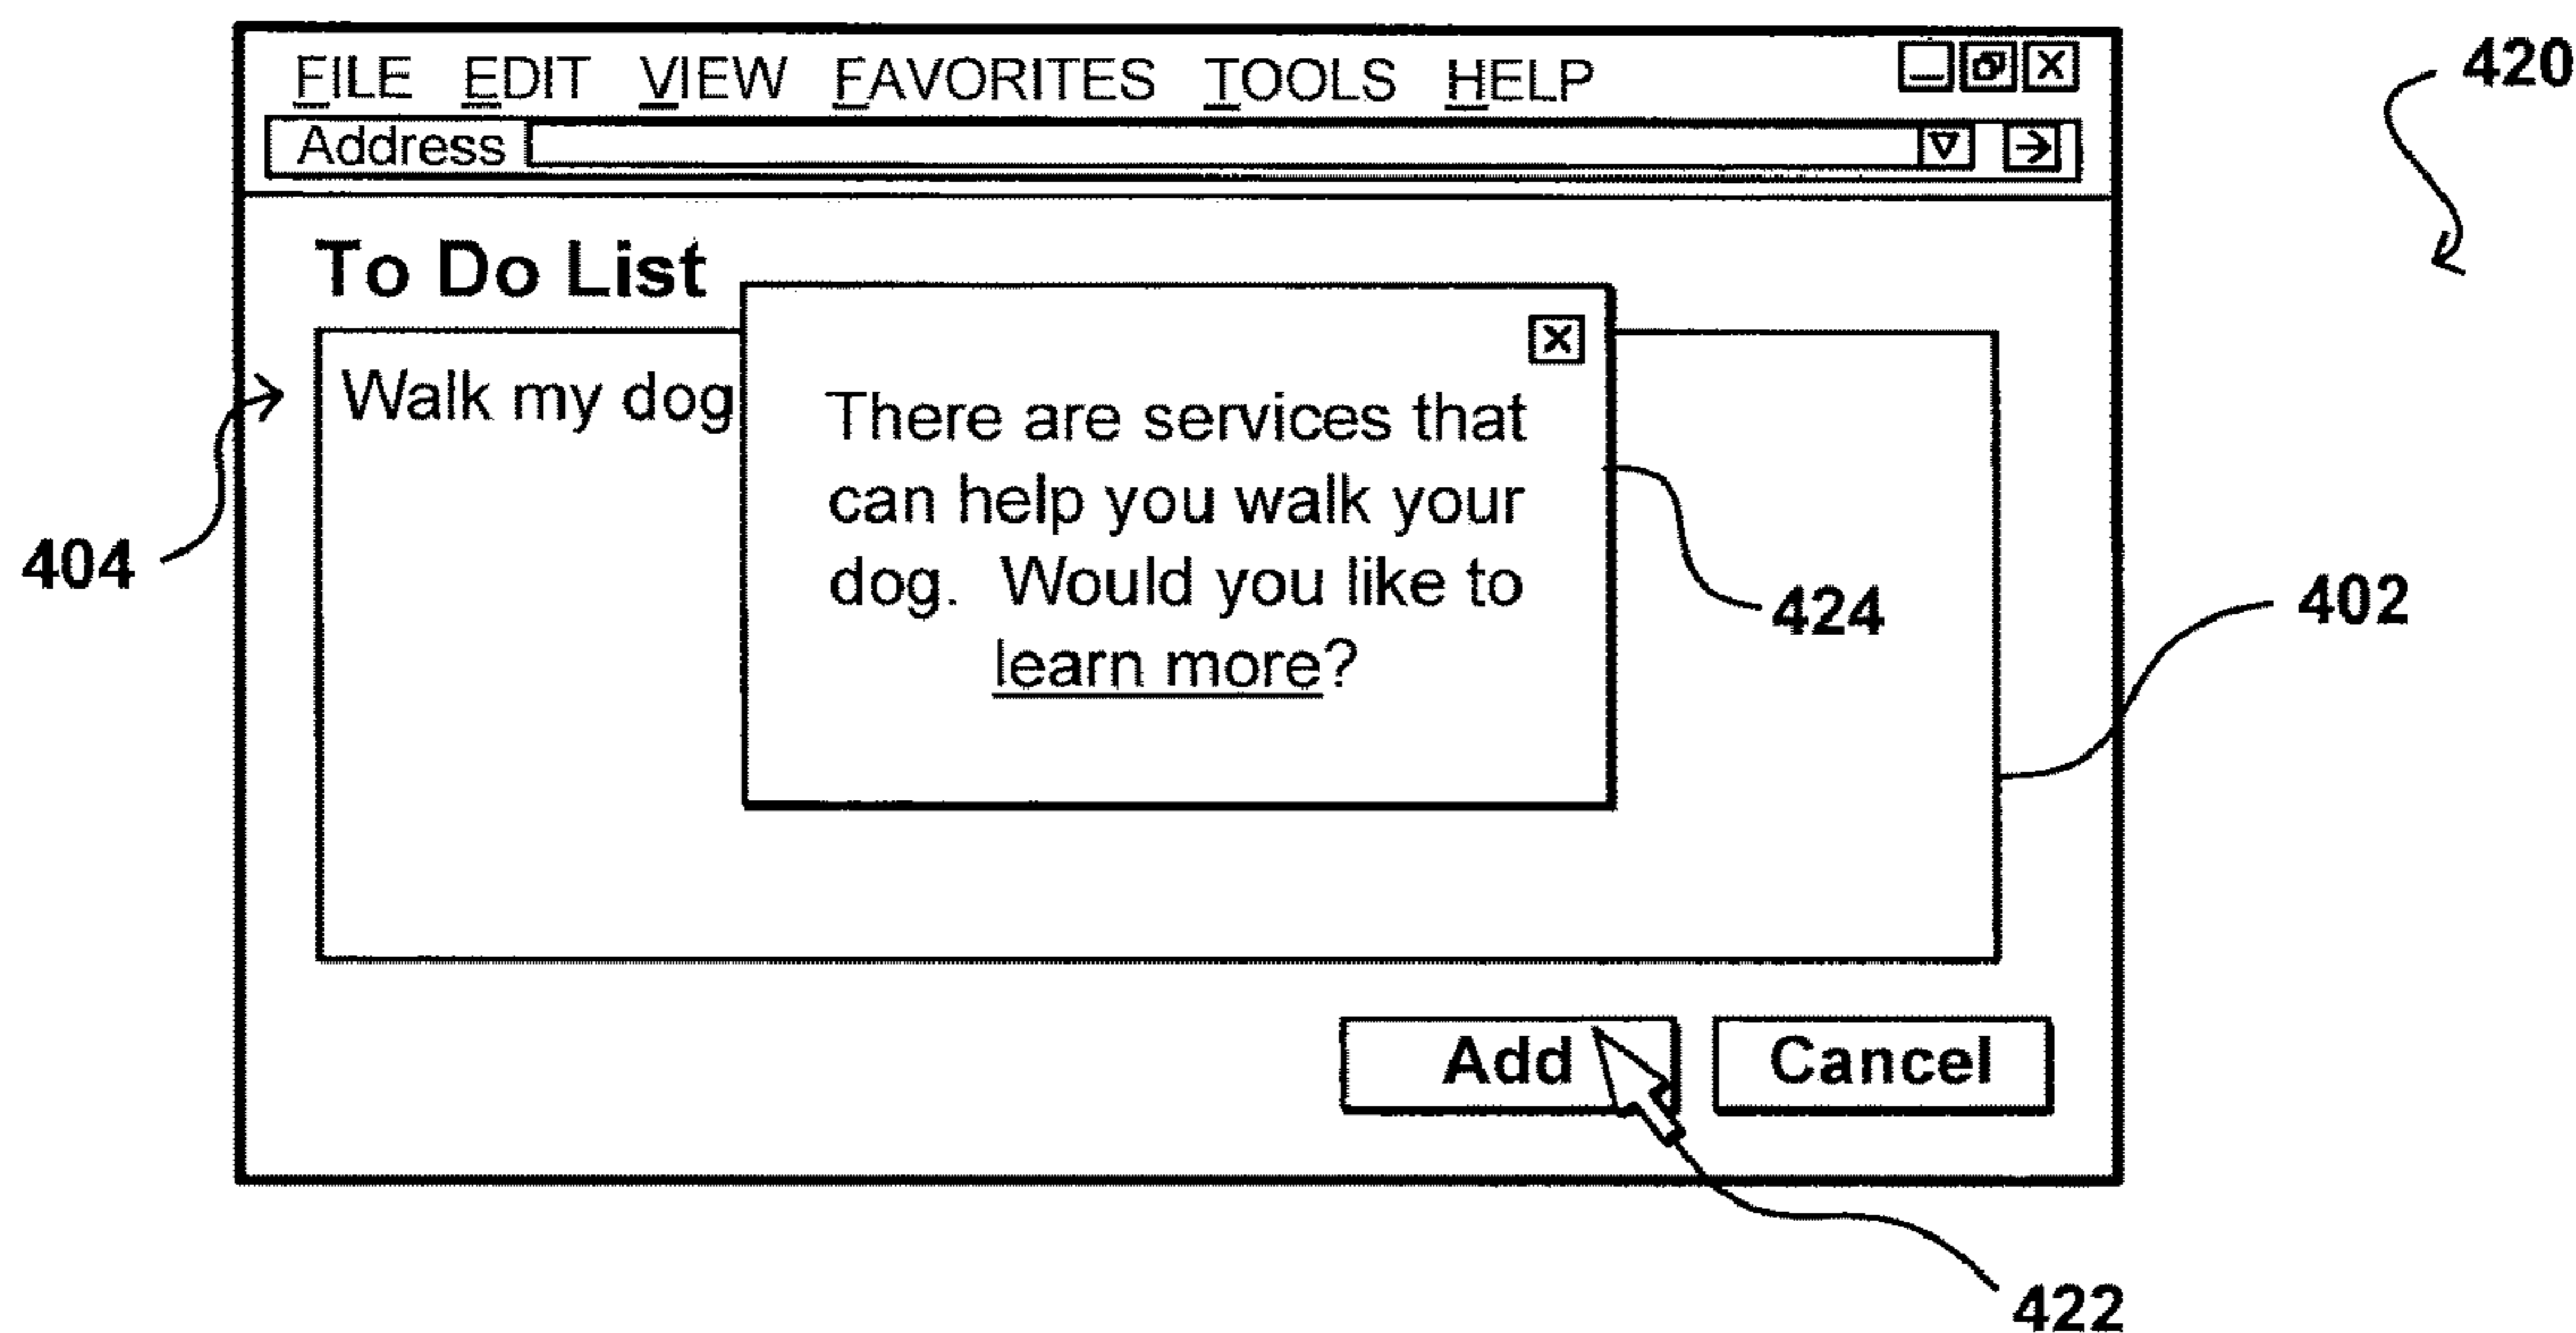 FILE EDIT VIEW FAVORITES TOOLS HELP
420
Address
To Do List
Walk my dog
There are services that
can help you walk your
dog. Would you like to
learn more?
404
424
402
Add
Cancel
422